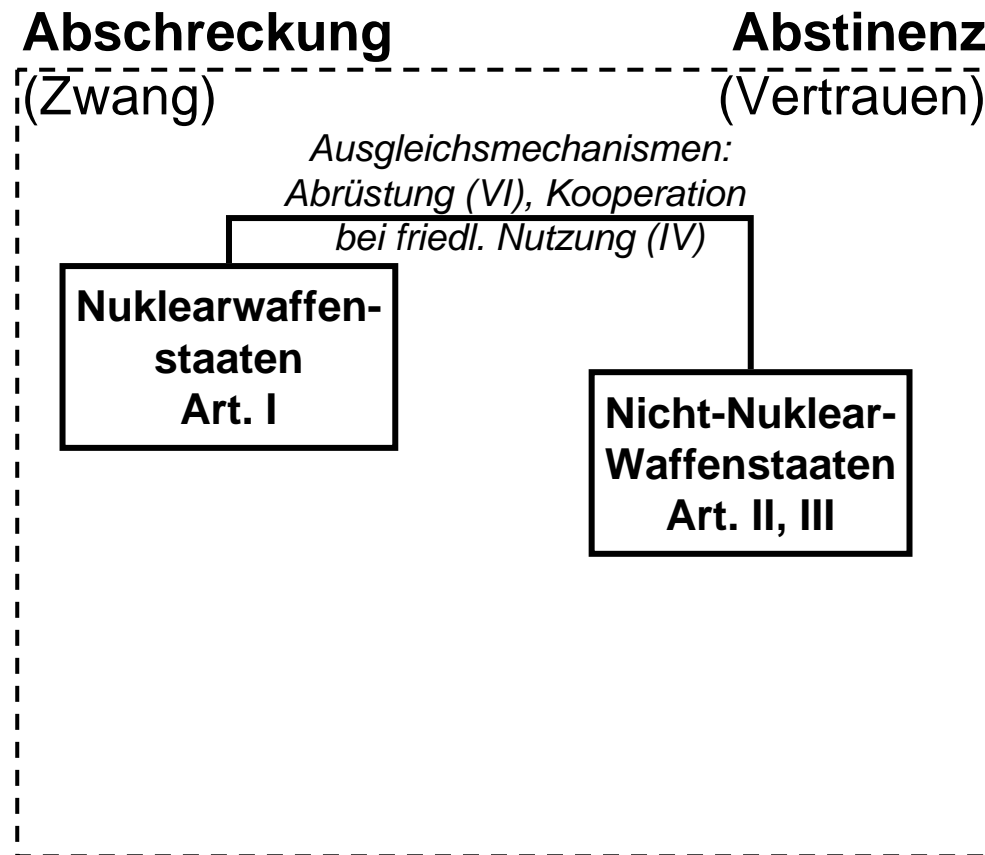 Abschreckung Abstinenz
(Zwang) (Vertrauen)
Ausgleichsmechanismen:
Abrüstung (VI), Kooperation
bei friedl. Nutzung (IV)
Nuklearwaffen-
staaten
Art. I
Nicht-Nuklear-
Waffenstaaten
Art. II, III